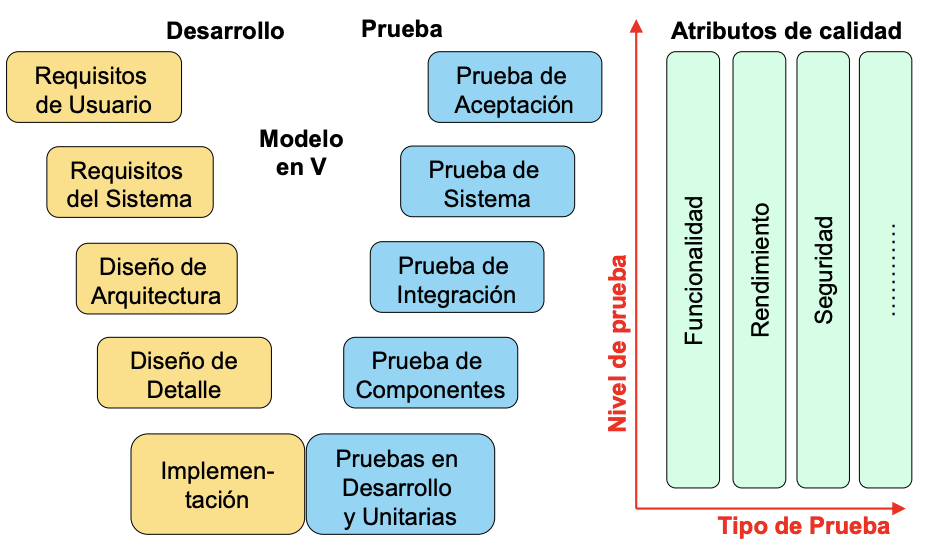 Desarrollo
Prueba
Atributos de calidad
Requisitos
de Usuario
Prueba de
Aceptación
Modelo
en V
Requisitos
del Sistema
Prueba de
Sistema
Diseño de
Arquitectura
Prueba de
Integración
Diseño de
Detalle
Prueba de
Componentes
Implemen-
tación
Pruebas en
Desarrollo
y Unitarias
Nivel de prueba
Funcionalidad
Rendimiento
Seguridad
............
Tipo de Prueba